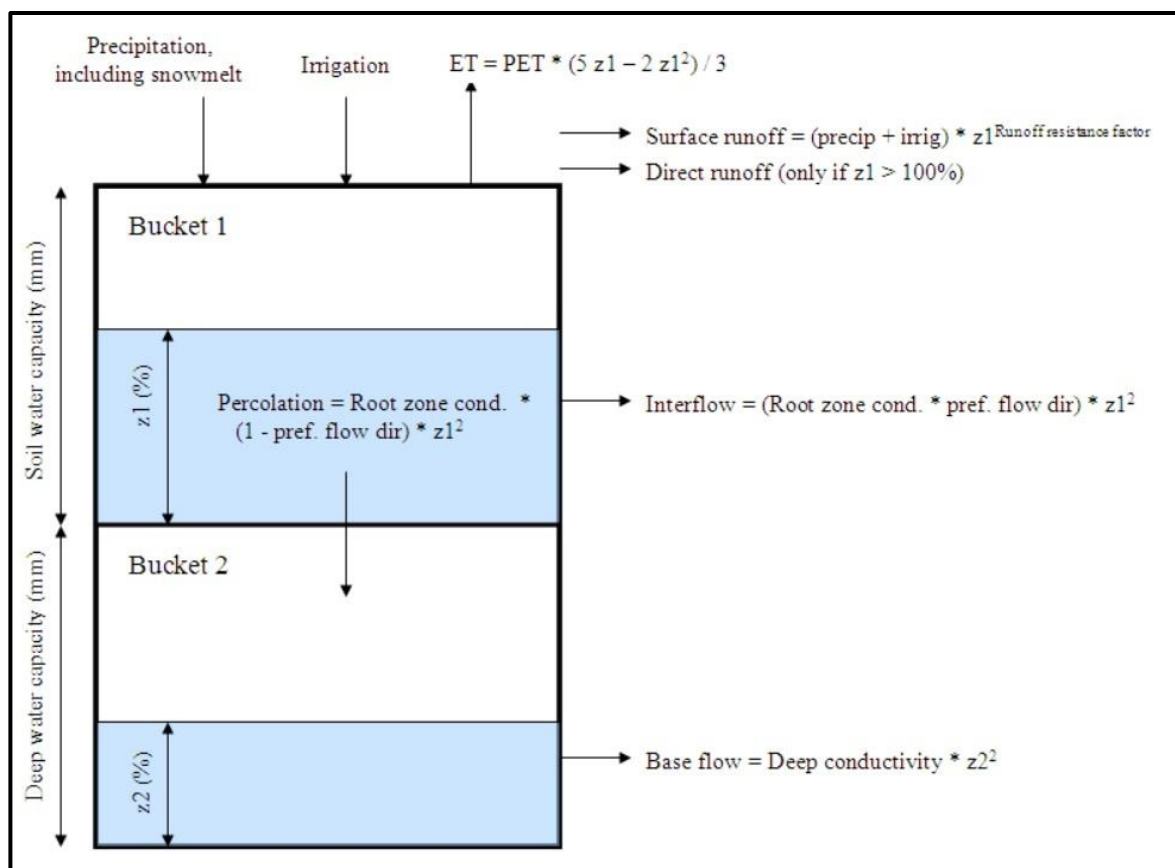 Precipitation,
including snowmelt
Irrigation
ET = PET * (5 z1 – 2 z1²) / 3
Surface runoff = (precip + irrig) * z1^Runoff resistance factor
Direct runoff (only if z1 > 100%)
Bucket 1
Soil water capacity (mm)
z1 (%)
Percolation = Root zone cond. *
(1 - pref. flow dir) * z1²
Interflow = (Root zone cond. * pref. flow dir) * z1²
Bucket 2
Deep water capacity (mm)
z2 (%)
Base flow = Deep conductivity * z2²